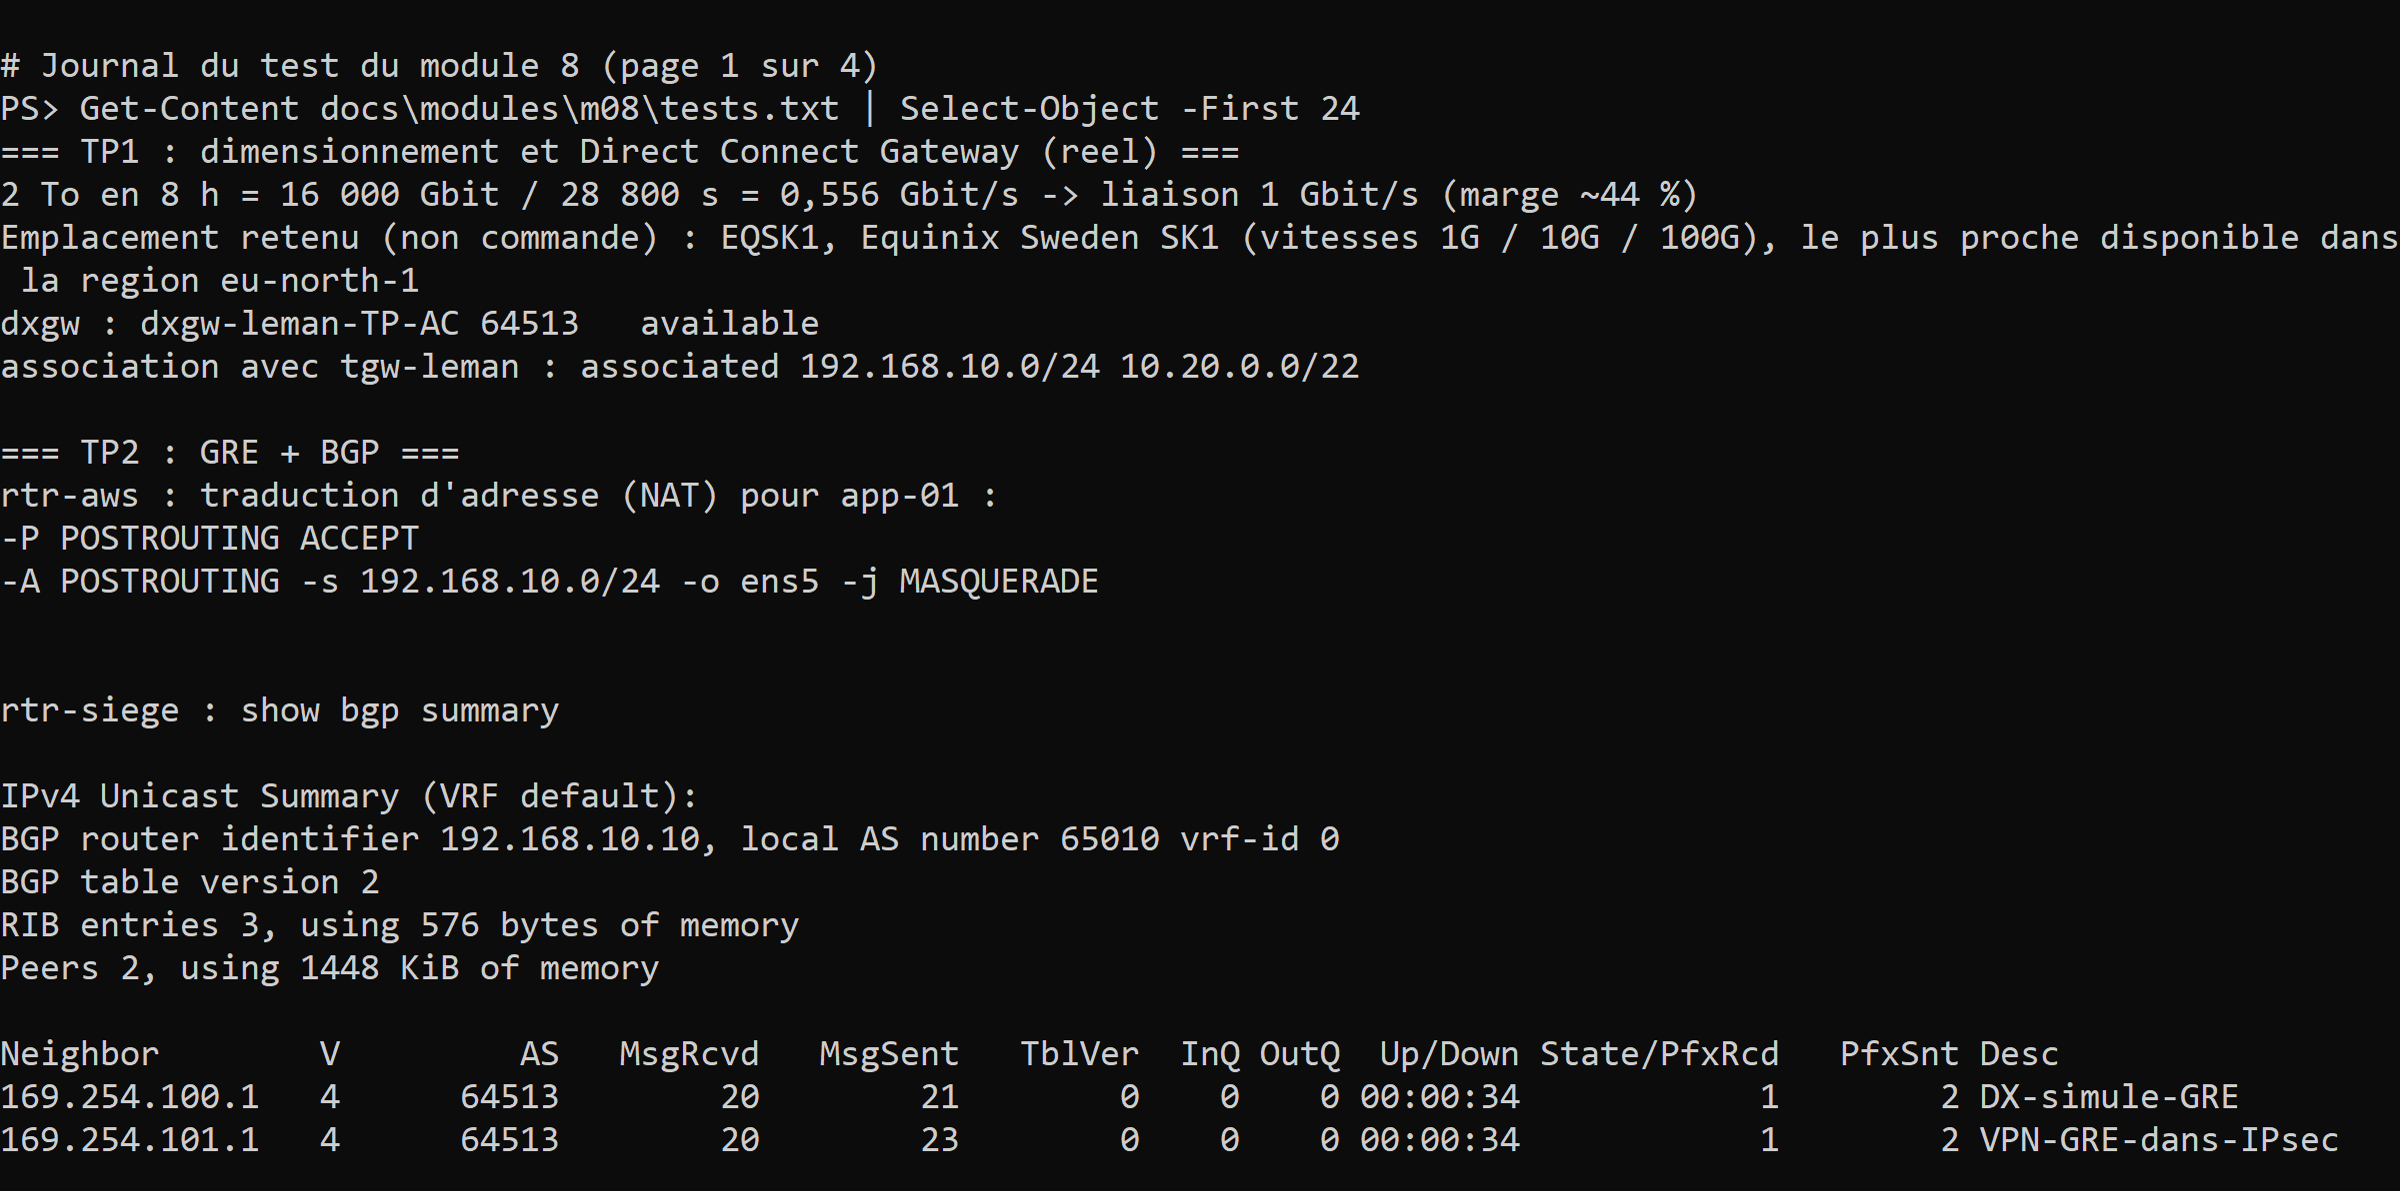 # Journal du test du module 8 (page 1 sur 4)
PS> Get-Content docs\modules\m08\tests.txt | Select-Object -First 24
=== TP1 : dimensionnement et Direct Connect Gateway (reel) ===
2 To en 8 h = 16 000 Gbit / 28 800 s = 0,556 Gbit/s -> liaison 1 Gbit/s (marge ~44 %)
Emplacement retenu (non commande) : EQSK1, Equinix Sweden SK1 (vitesses 1G / 10G / 100G), le plus proche disponible dans
 la region eu-north-1
dxgw : dxgw-leman-TP-AC 64513   available
association avec tgw-leman : associated 192.168.10.0/24 10.20.0.0/22
=== TP2 : GRE + BGP ===
rtr-aws : traduction d'adresse (NAT) pour app-01 :
-P POSTROUTING ACCEPT
-A POSTROUTING -s 192.168.10.0/24 -o ens5 -j MASQUERADE
rtr-siege : show bgp summary
IPv4 Unicast Summary (VRF default):
BGP router identifier 192.168.10.10, local AS number 65010 vrf-id 0
BGP table version 2
RIB entries 3, using 576 bytes of memory
Peers 2, using 1448 KiB of memory
Neighbor        V         AS   MsgRcvd   MsgSent   TblVer  InQ OutQ  Up/Down State/PfxRcd   PfxSnt Desc
169.254.100.1   4      64513        20        21        0    0    0 00:00:34            1        2 DX-simule-GRE
169.254.101.1   4      64513        20        23        0    0    0 00:00:34            1        2 VPN-GRE-dans-IPsec